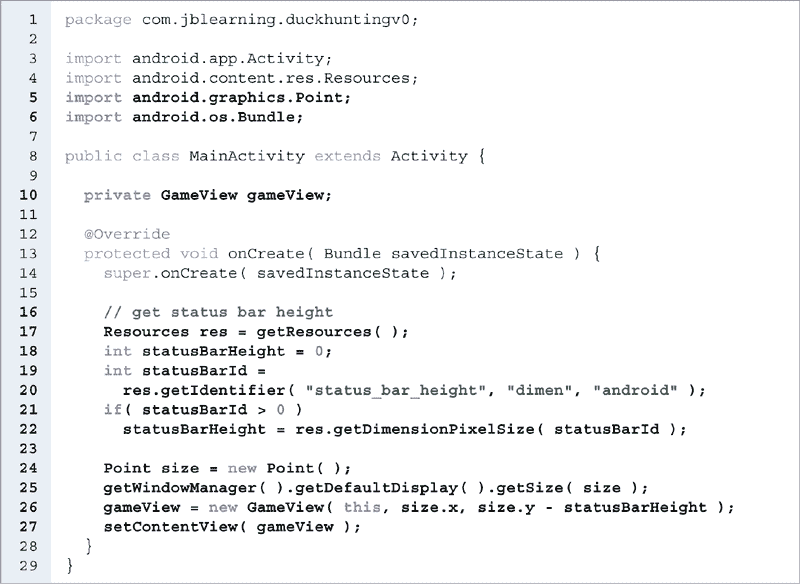 1 package com.jblearning.duckhuntingv0;
2
3 import android.app.Activity;
4 import android.content.res.Resources;
5 import android.graphics.Point;
6 import android.os.Bundle;
7
8 public class MainActivity extends Activity {
9
10   private GameView gameView;
11
12   @Override
13   protected void onCreate( Bundle savedInstanceState ) {
14     super.onCreate( savedInstanceState );
15
16     // get status bar height
17     Resources res = getResources( );
18     int statusBarHeight = 0;
19     int statusBarId =
20       res.getIdentifier( "status_bar_height", "dimen", "android" );
21     if( statusBarId > 0 )
22       statusBarHeight = res.getDimensionPixelSize( statusBarId );
23
24     Point size = new Point( );
25     getWindowManager( ).getDefaultDisplay( ).getSize( size );
26     gameView = new GameView( this, size.x, size.y - statusBarHeight );
27     setContentView( gameView );
28   }
29 }